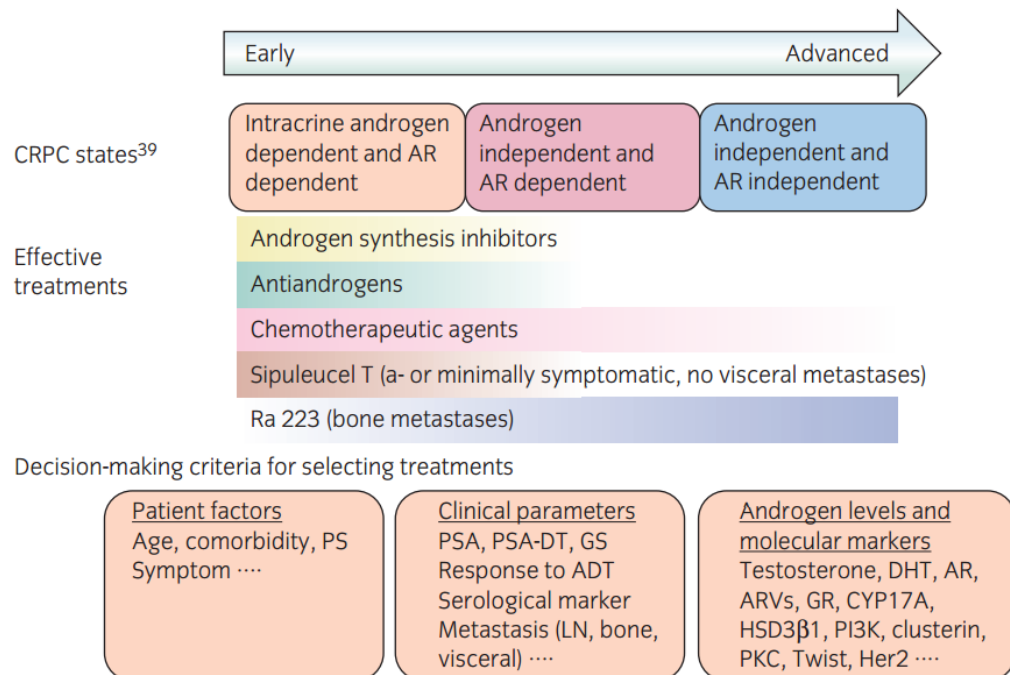 Early Advanced
CRPC states39
Intracrine androgen
dependent and AR
dependent
Androgen
independent and
AR dependent
Androgen
independent and
AR independent
Effective
treatments
Androgen synthesis inhibitors
Antiandrogens
Chemotherapeutic agents
Sipuleucel T (a- or minimally symptomatic, no visceral metastases)
Ra 223 (bone metastases)
Decision-making criteria for selecting treatments
Patient factors
Age, comorbidity, PS
Symptom ····
Clinical parameters
PSA, PSA-DT, GS
Response to ADT
Serological marker
Metastasis (LN, bone,
visceral) ····
Androgen levels and
molecular markers
Testosterone, DHT, AR,
ARVs, GR, CYP17A,
HSD3β1, PI3K, clusterin,
PKC, Twist, Her2 ····